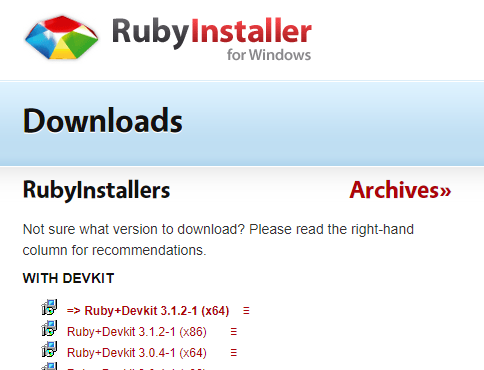 RubyInstaller
for Windows
Downloads
RubyInstallers
Archives»
Not sure what version to download? Please read the right-hand
column for recommendations.
WITH DEVKIT
=> Ruby+Devkit 3.1.2-1 (x64) ≡
Ruby+Devkit 3.1.2-1 (x86) ≡
Ruby+Devkit 3.0.4-1 (x64) ≡